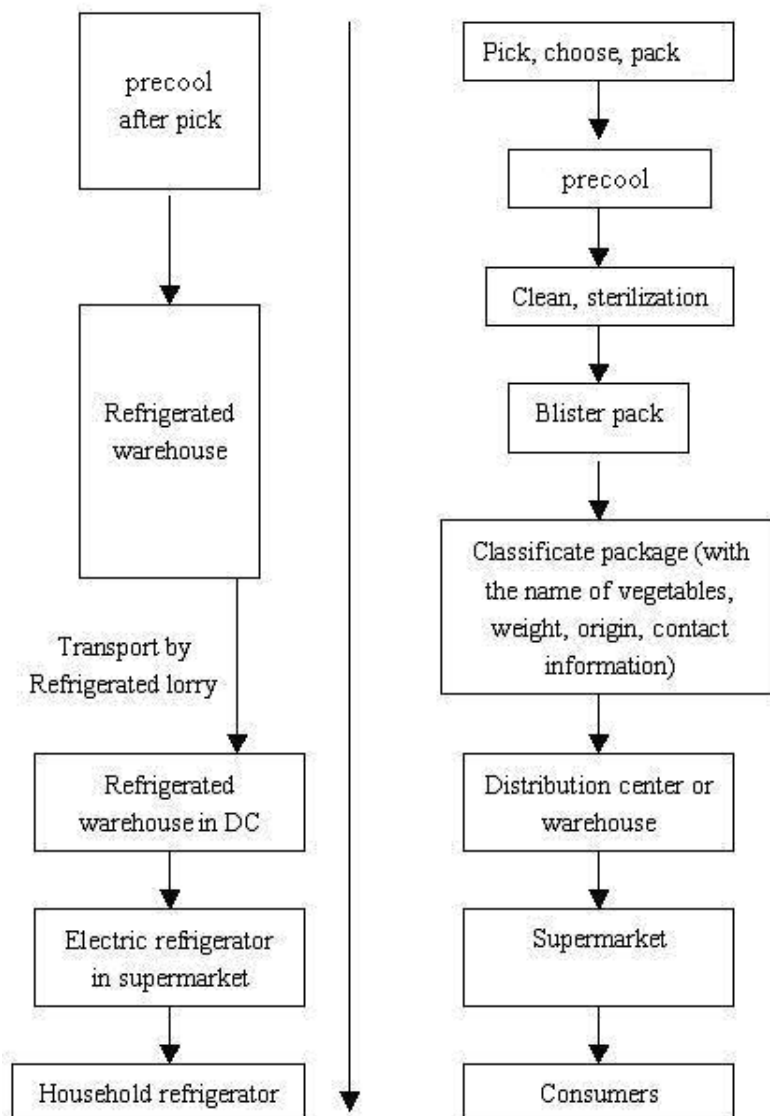 precool
after pick
Refrigerated
warehouse
Transport by
Refrigerated lorry
Refrigerated
warehouse in DC
Electric refrigerator
in supermarket
Household refrigerator
Pick, choose, pack
precool
Clean, sterilization
Blister pack
Classificate package (with
the name of vegetables,
weight, origin, contact
information)
Distribution center or
warehouse
Supermarket
Consumers